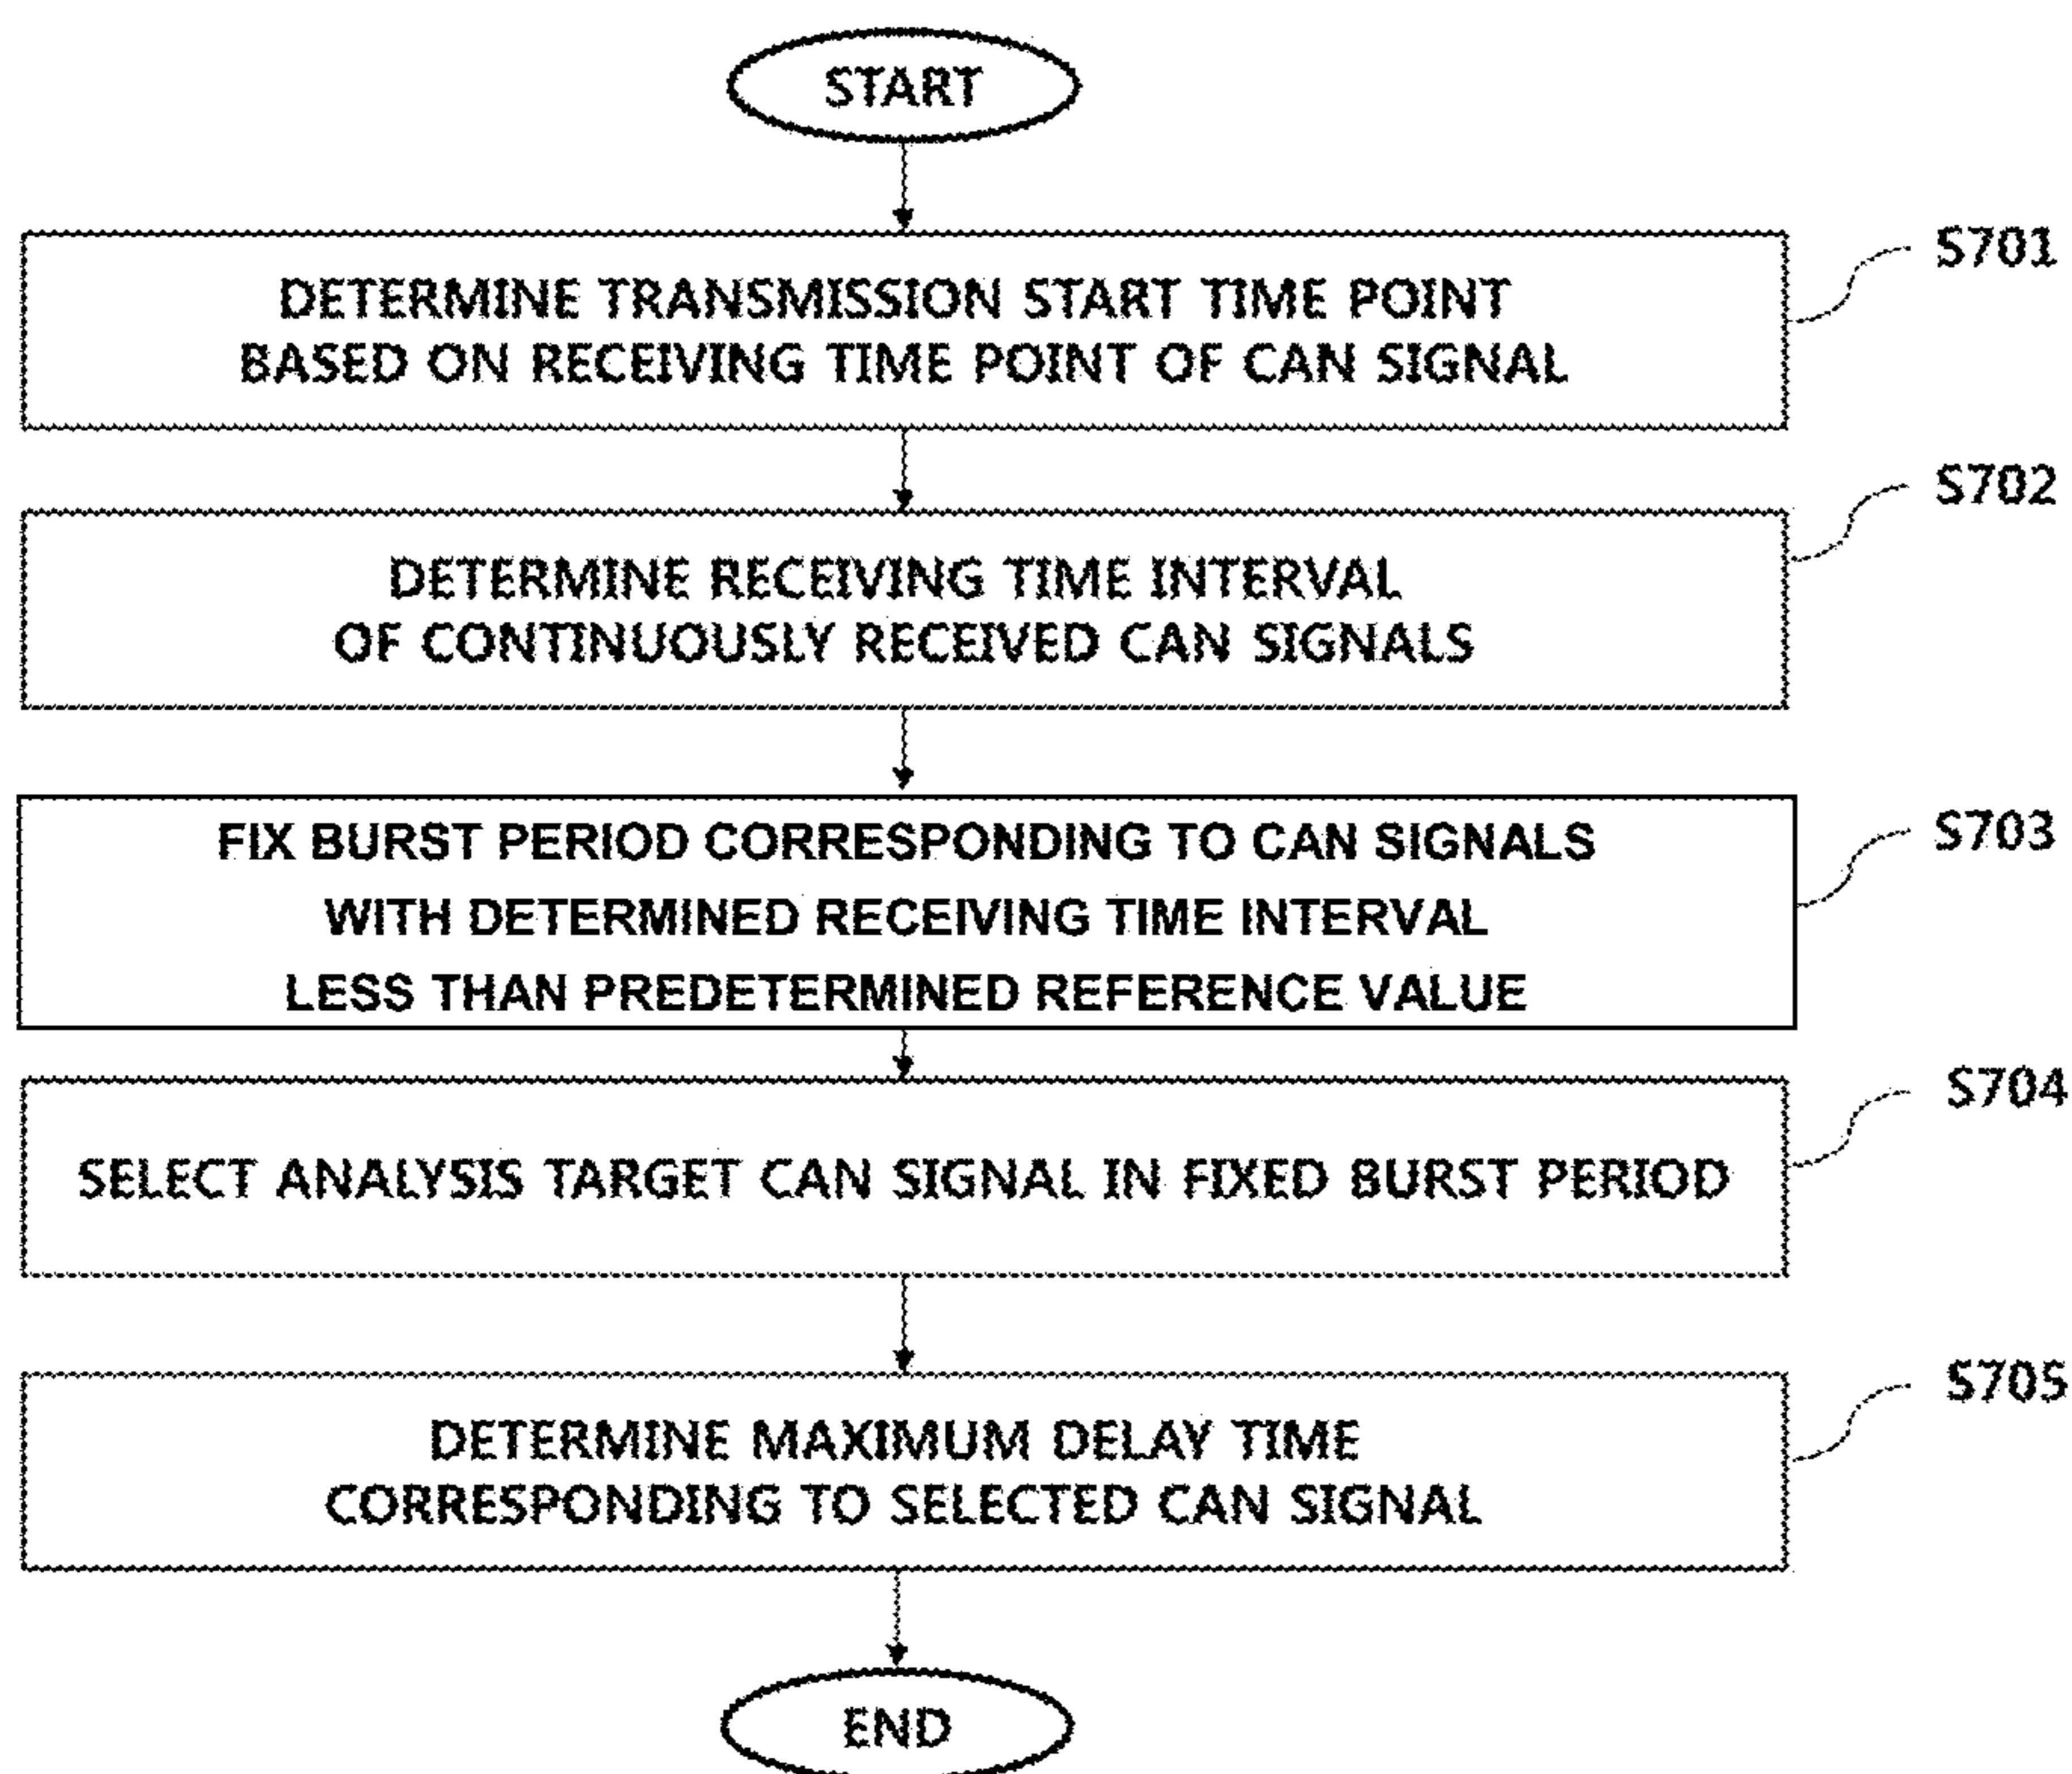 START
DETERMINE TRANSMISSION START TIME POINT
BASED ON RECEIVING TIME POINT OF CAN SIGNAL
S701
DETERMINE RECEIVING TIME INTERVAL
OF CONTINUOUSLY RECEIVED CAN SIGNALS
S702
FIX BURST PERIOD CORRESPONDING TO CAN SIGNALS
WITH DETERMINED RECEIVING TIME INTERVAL
LESS THAN PREDETERMINED REFERENCE VALUE
S703
SELECT ANALYSIS TARGET CAN SIGNAL IN FIXED BURST PERIOD
S704
DETERMINE MAXIMUM DELAY TIME
CORRESPONDING TO SELECTED CAN SIGNAL
S705
END